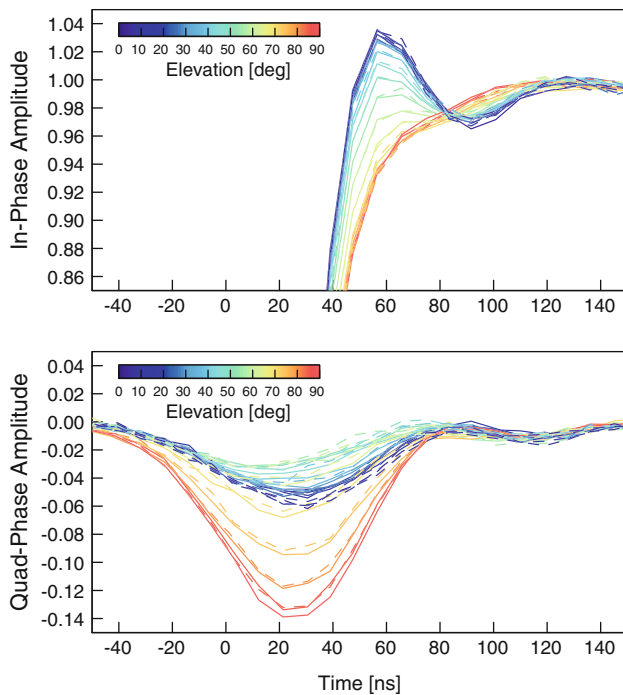 1.04
1.02
1.00
0.98
0.96
0.94
0.92
0.90
0.88
0.86
In-Phase Amplitude
0 10 20 30 40 50 60 70 80 90
Elevation [deg]
-40 -20 0 20 40 60 80 100 120 140
0.04
0.02
0.00
-0.02
-0.04
-0.06
-0.08
-0.10
-0.12
-0.14
Quad-Phase Amplitude
0 10 20 30 40 50 60 70 80 90
Elevation [deg]
-40 -20 0 20 40 60 80 100 120 140
Time [ns]